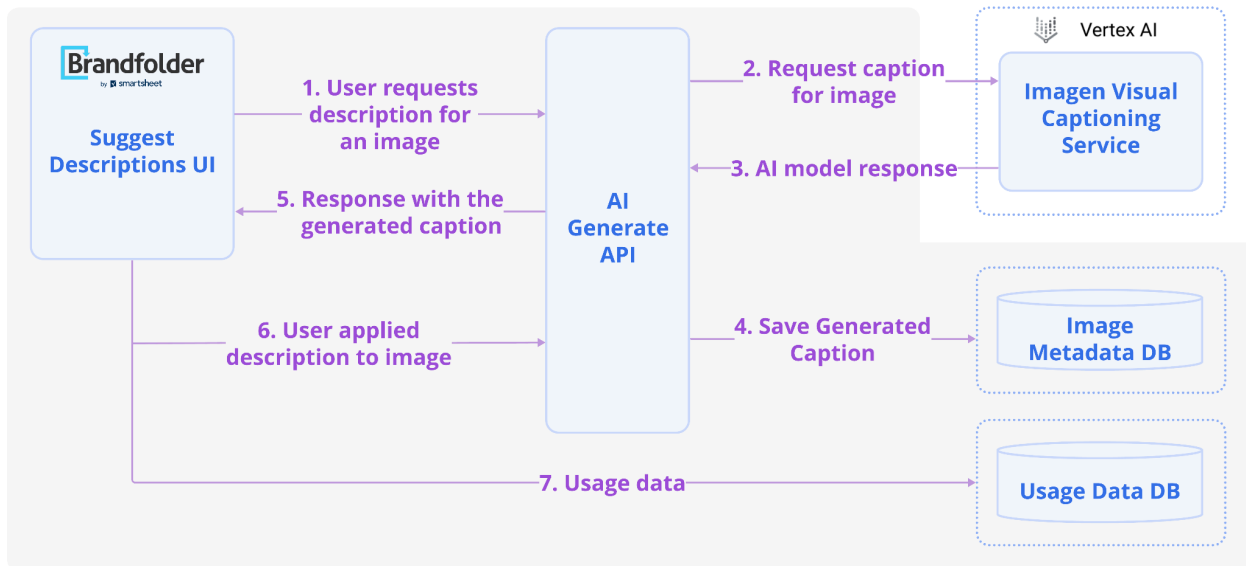 Brandfolder
by smartsheet
Suggest
Descriptions UI
1. User requests
description for
an image
5. Response with the
generated caption
6. User applied
description to image
7. Usage data
AI
Generate
API
2. Request caption
for image
3. AI model response
4. Save Generated
Caption
Vertex AI
Imagen Visual
Captioning
Service
Image
Metadata DB
Usage Data DB